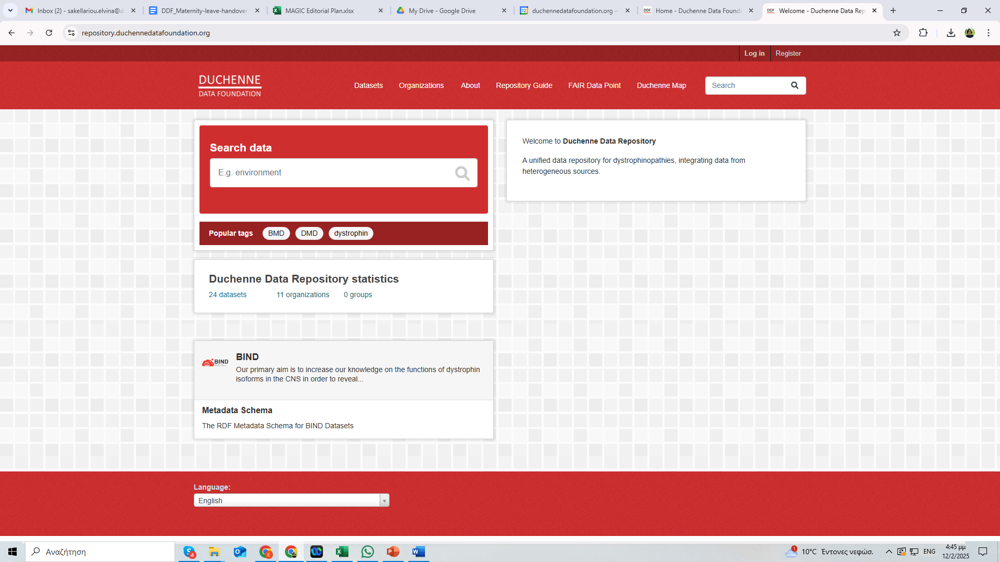 Inbox (2) - sakellariou.elvina@d
DDF_Maternity-leave-handover
MAGIC Editorial Plan.xlsx
My Drive - Google Drive
12
duchennedatafoundation.org –
DDF
Home - Duchenne Data Founda
DDF
Welcome - Duchenne Data Rep
repository.duchennedatafoundation.org
Log in
Register
DUCHENNE
DATA FOUNDATION
Datasets
Organizations
About
Repository Guide
FAIR Data Point
Duchenne Map
Search
Search data
E.g. environment
Popular tags
BMD
DMD
dystrophin
Welcome to Duchenne Data Repository
A unified data repository for dystrophinopathies, integrating data from
heterogeneous sources.
Duchenne Data Repository statistics
24 datasets
11 organizations
0 groups
BIND
BIND
Our primary aim is to increase our knowledge on the functions of dystrophin
isoforms in the CNS in order to reveal...
Metadata Schema
The RDF Metadata Schema for BIND Datasets
Language:
English
Αναζήτηση
4
E
1
10°C Έντονες νεφώσ.
ENG
4:45 μμ
12/2/2025